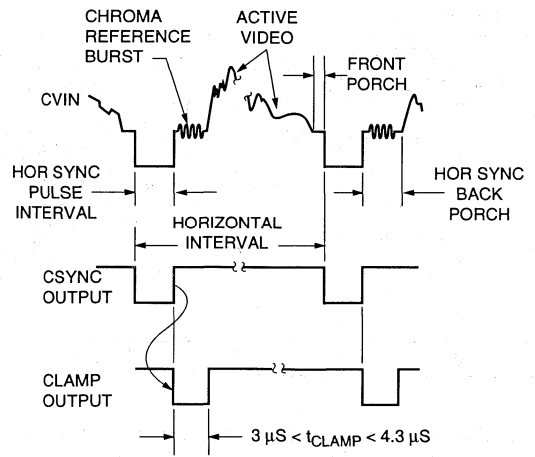 CHROMA
REFERENCE
BURST
ACTIVE
VIDEO
FRONT
PORCH
CVIN
HOR SYNC
PULSE
INTERVAL
HOR SYNC
BACK
PORCH
HORIZONTAL
INTERVAL
CSYNC
OUTPUT
CLAMP
OUTPUT
3 µS < tCLAMP < 4.3 µS